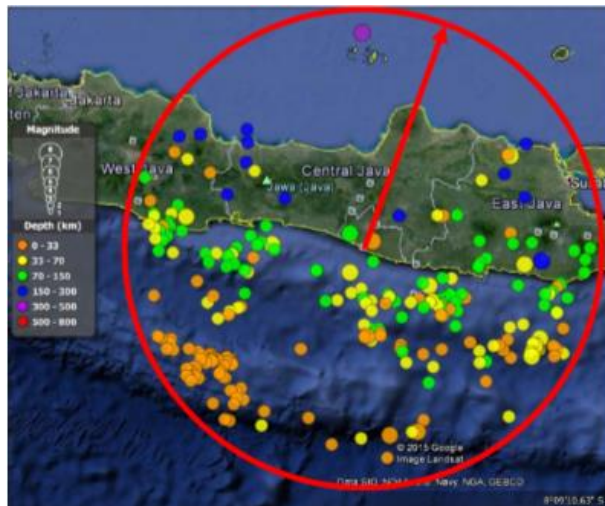 Jakarta
Jakarta
Magnitude
West Java
Central Java
Jawa (Java)
East Java
Depth (km)
0 - 33
33 - 70
70 - 150
150 - 300
300 - 500
500 - 800
© 2015 Google
Image Landsat
Data SIO, NOAA, U.S. Navy, NGA, GEBCO